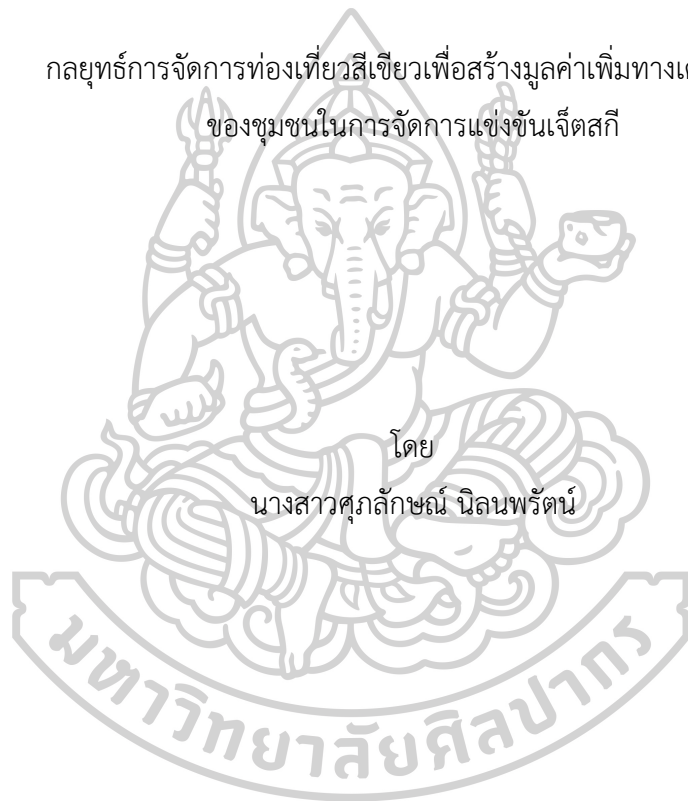 กลยุทธ์การจัดการท่องเที่ยวสีเขียวเพื่อสร้างมูลค่าเพิ่มทาง
ของชุมชนในการจัดการแข่งขันเจ็ตสกี
โดย
นางสาวศุภลักษณ์ นิลนพรัตน์
มหาวิทยาลัยศิลปากร